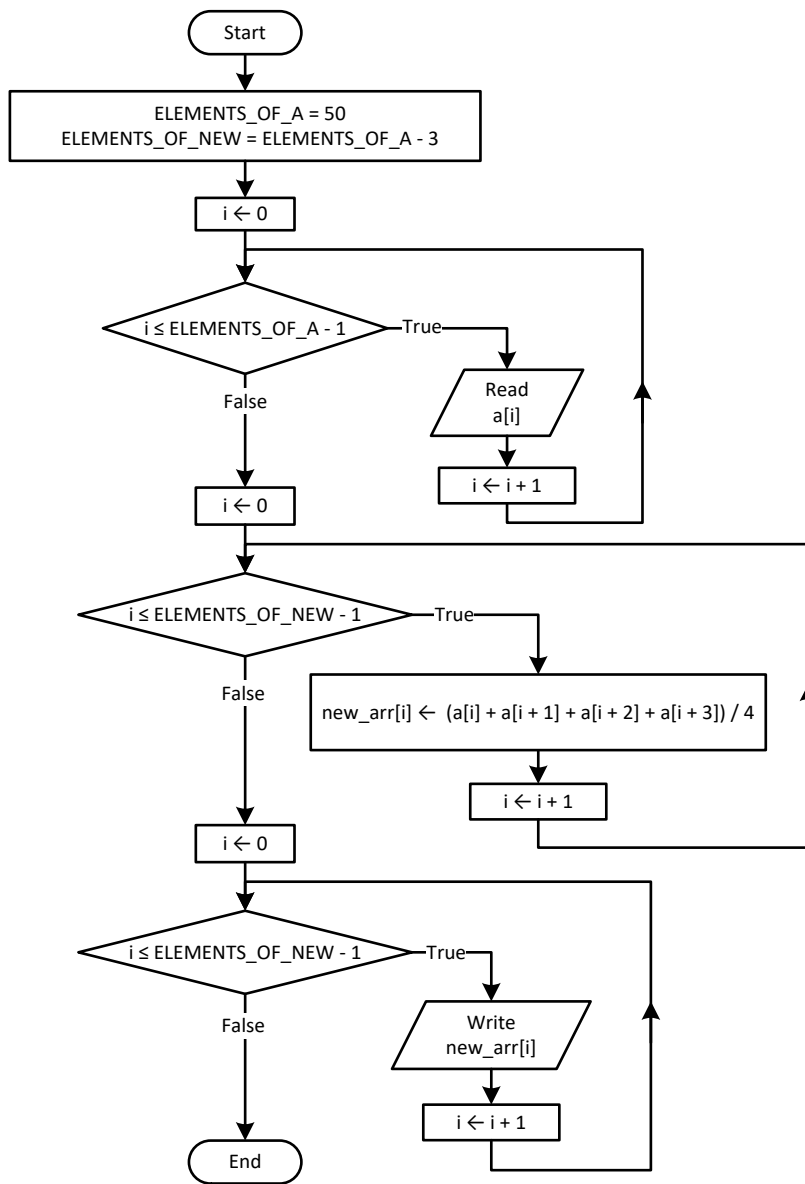 Start
ELEMENTS_OF_A = 50
ELEMENTS_OF_NEW = ELEMENTS_OF_A - 3
i ← 0
i ≤ ELEMENTS_OF_A - 1
True
False
Read
a[i]
i ← i + 1
i ← 0
i ≤ ELEMENTS_OF_NEW - 1
True
False
new_arr[i] ← (a[i] + a[i + 1] + a[i + 2] + a[i + 3]) / 4
i ← i + 1
i ← 0
i ≤ ELEMENTS_OF_NEW - 1
True
False
Write
new_arr[i]
i ← i + 1
End